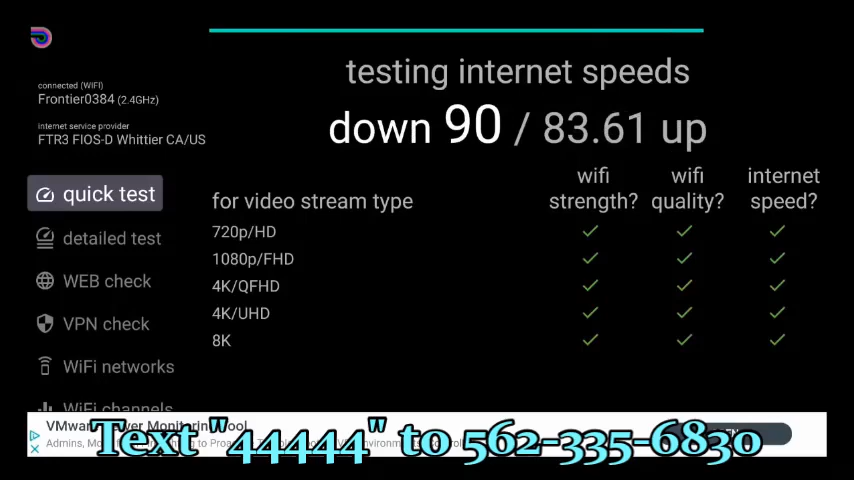 testing internet speeds
connected (WIFI)
Frontier0384 (2.4GHz)
down 90 / 83.61 up
internet service provider
FTR3 FIOS-D Whittier CA/US
wifi strength?
wifi quality?
internet speed?
quick test
for video stream type
720p/HD
detailed test
1080p/FHD
WEB check
4K/QFHD
4K/UHD
VPN check
8K
WiFi networks
WiFi channels
Text "44444" to 562-335-6830